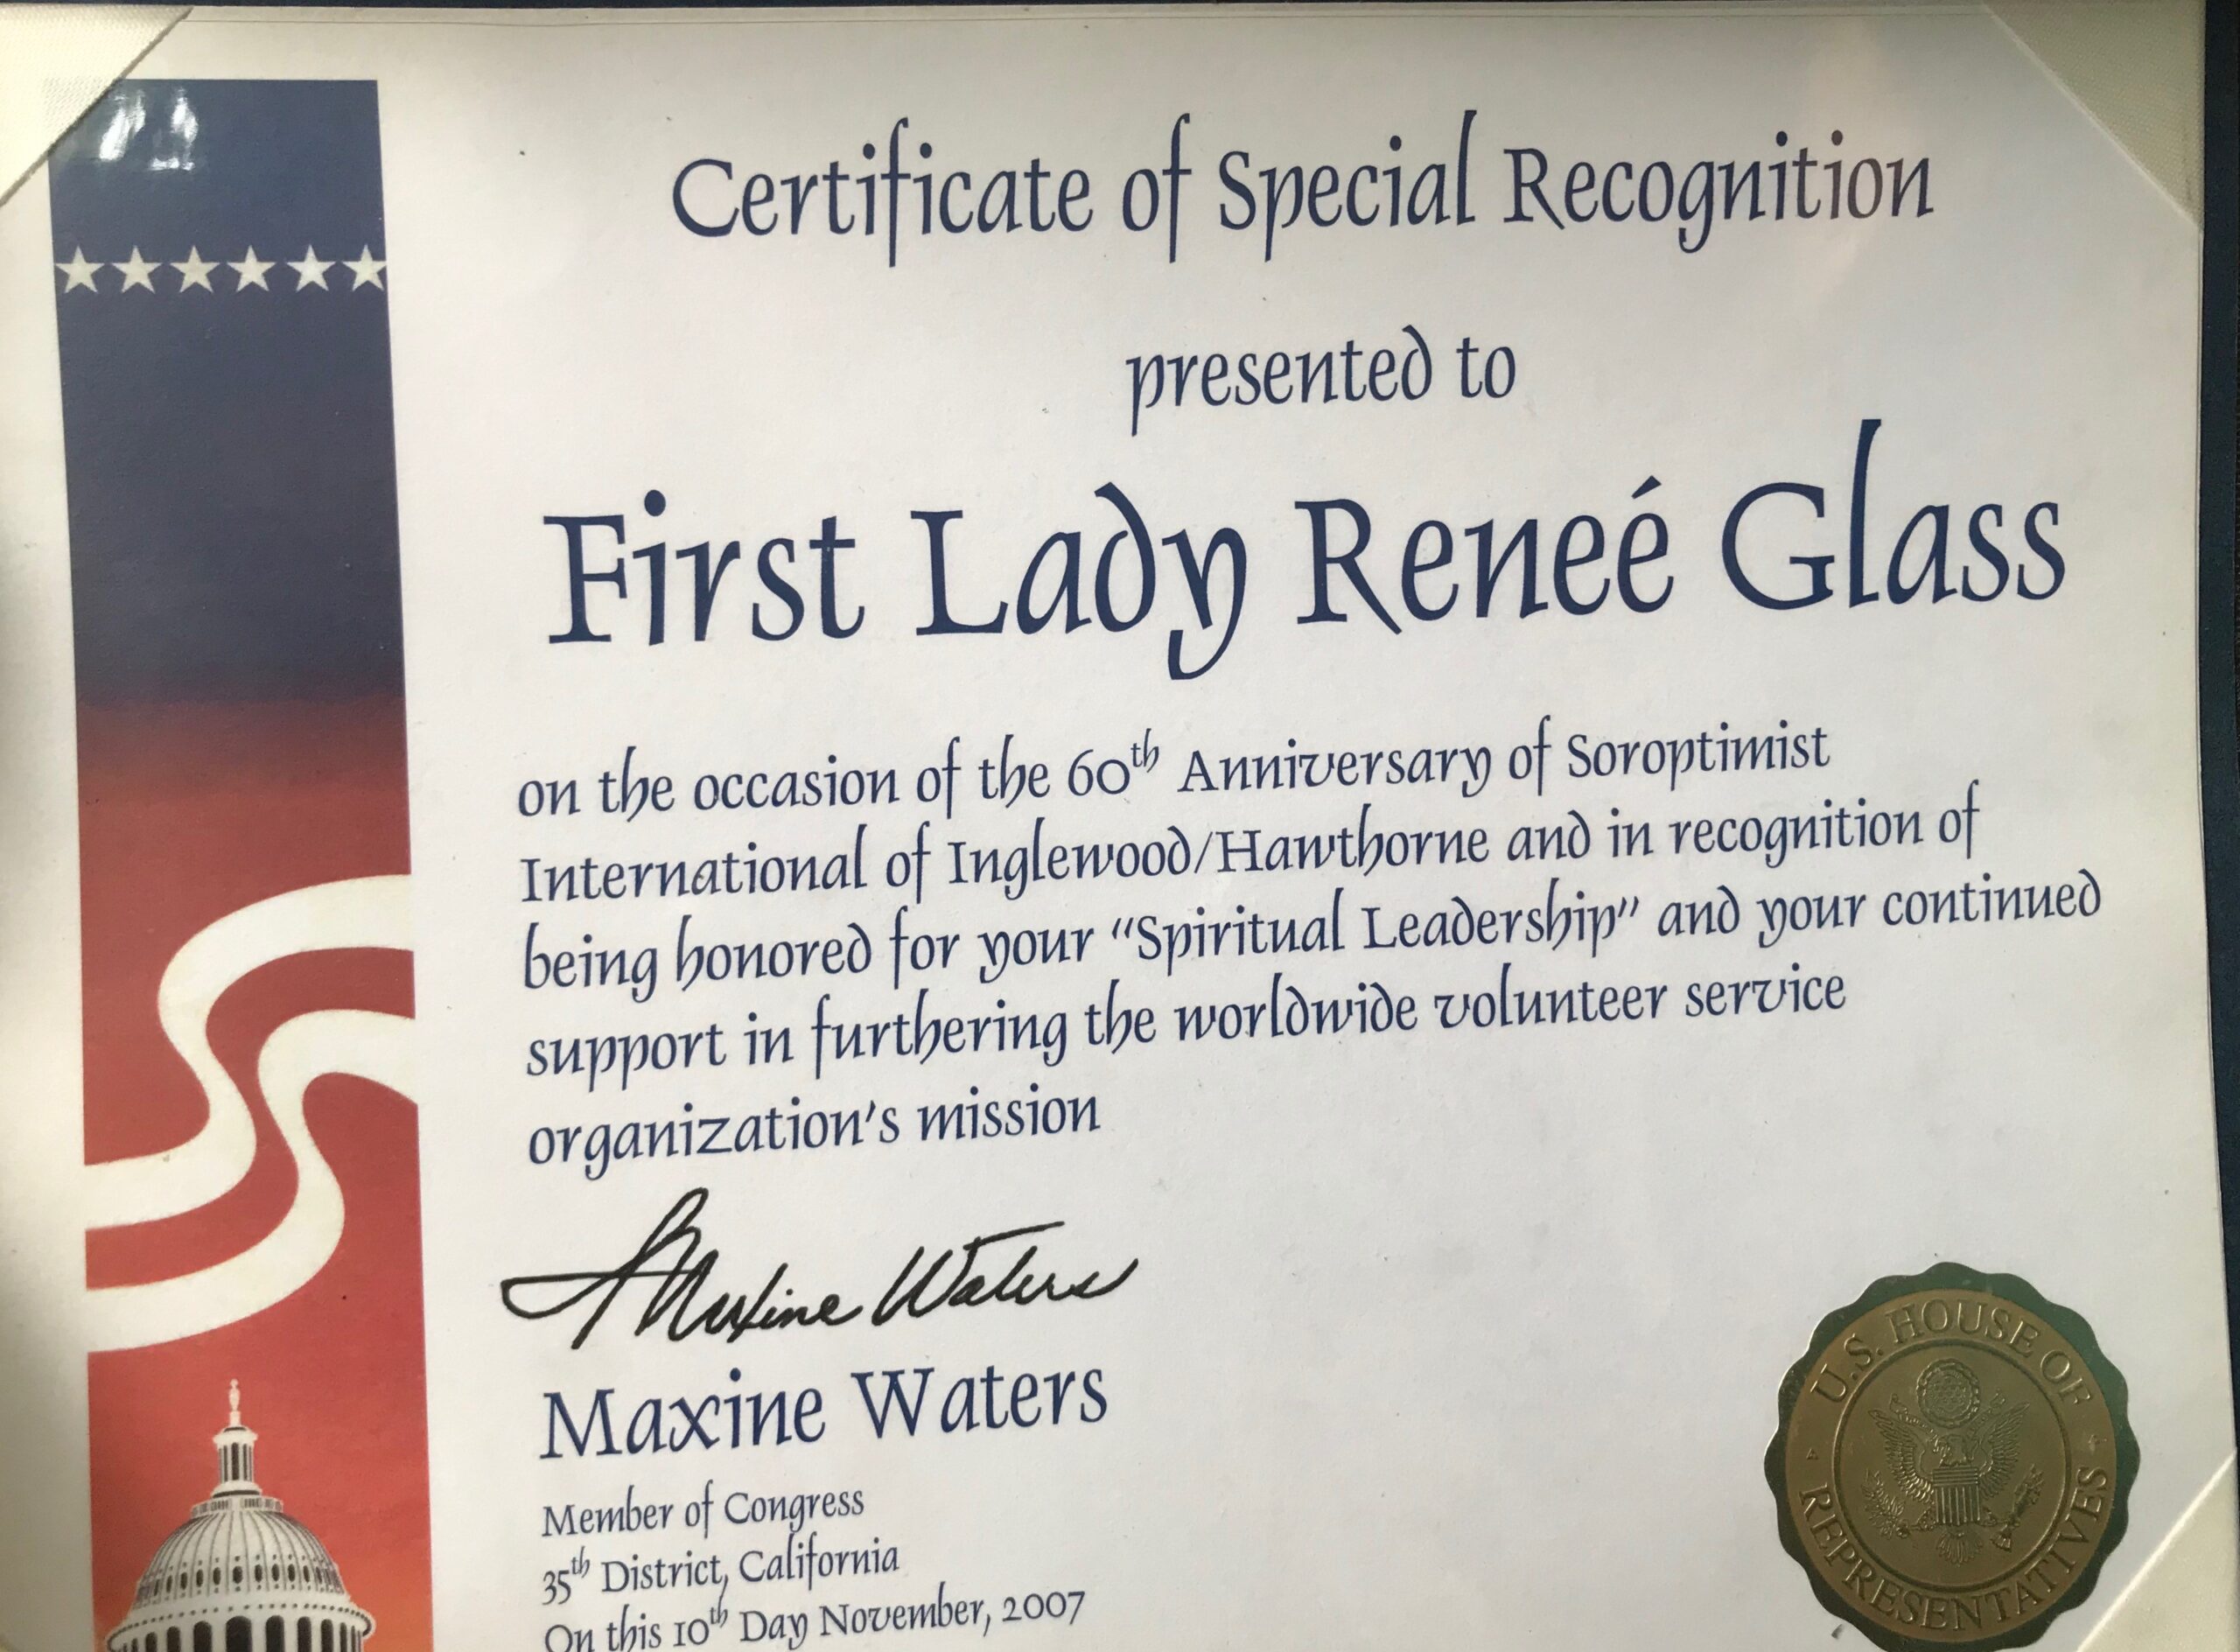 Certificate of Special Recognition
presented to
First Lady Reneé Glass
on the occasion of the 60th Anniversary of Soroptimist
International of Inglewood/Hawthorne and in recognition of
being honored for your "Spiritual Leadership" and your continued
support in furthering the worldwide volunteer service
organization's mission
Maxine Waters
Maxine Waters
Member of Congress
35th District, California
On this 10th Day November, 2007
U.S. HOUSE OF
REPRESENTATIVES